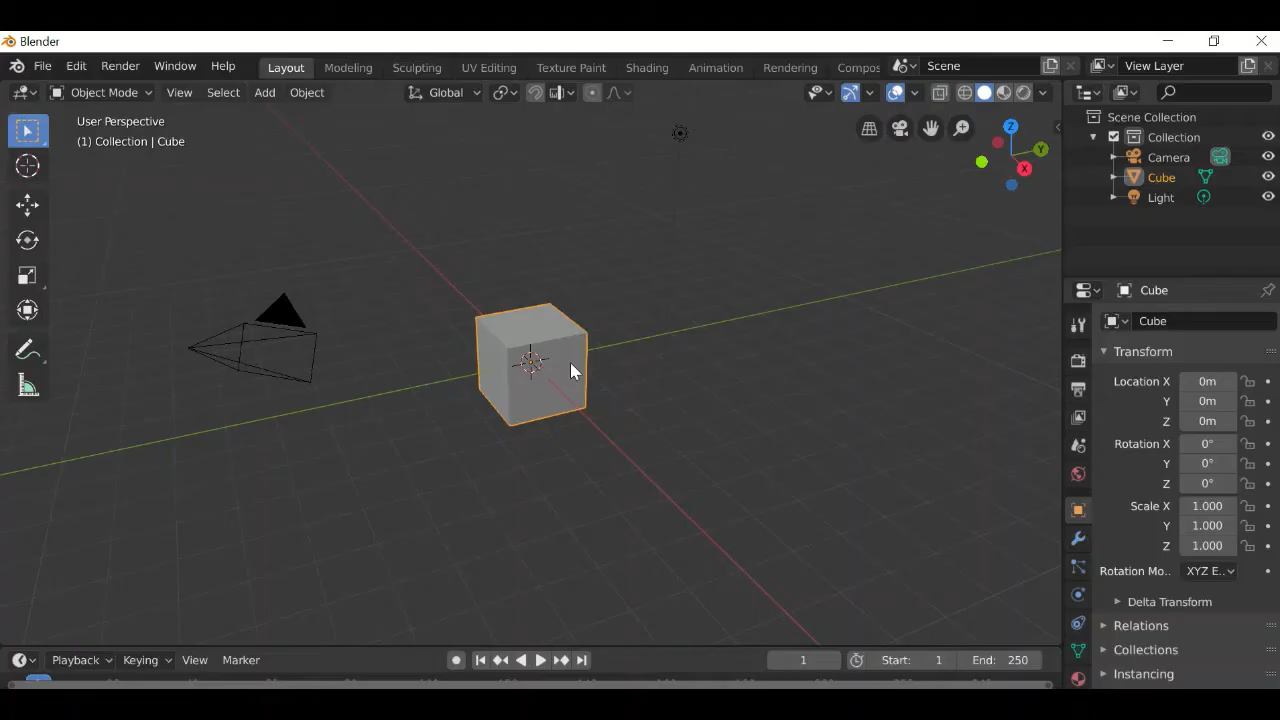 Blender
File Edit Render Window Help Layout Modeling Sculpting UV Editing Texture Paint Shading Animation Rendering Compos Scene View Layer
Object Mode View Select Add Object Global
User Perspective
(1) Collection | Cube
Z
Y
X
Scene Collection
Collection
Camera
Cube
Light
Cube
Cube
Transform
Location X 0m
Y 0m
Z 0m
Rotation X 0°
Y 0°
Z 0°
Scale X 1.000
Y 1.000
Z 1.000
Rotation Mo.. XYZ E..
Delta Transform
Relations
Collections
Instancing
Playback Keying View Marker 1 Start: 1 End: 250